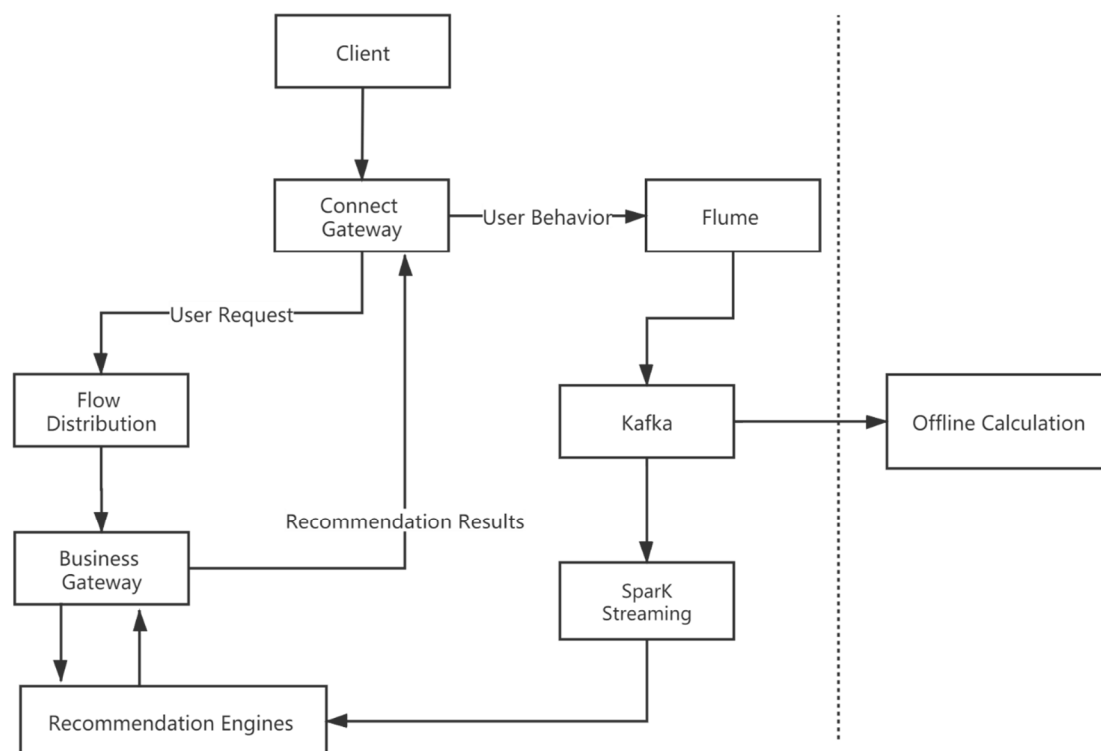 Client
Connect
Gateway
User Behavior
Flume
User Request
Flow
Distribution
Kafka
Offline Calculation
Recommendation Results
Business
Gateway
SparK
Streaming
Recommendation Engines